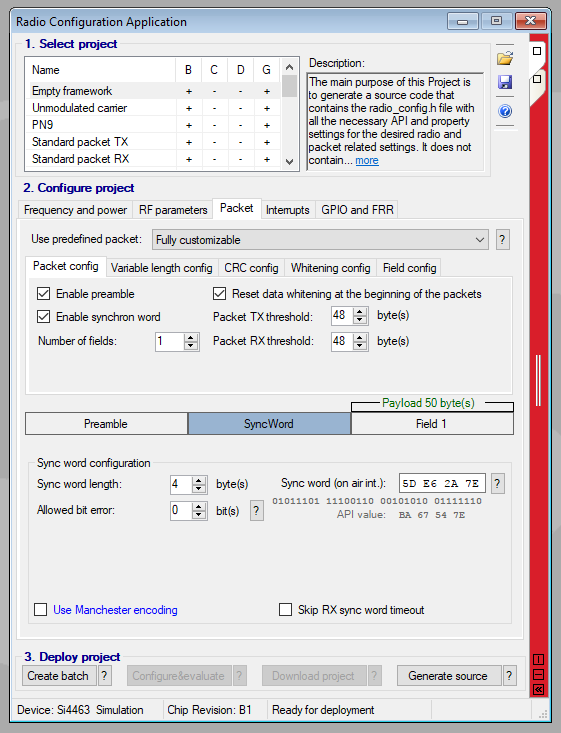 Radio Configuration Application
1. Select project
Name B C D G
Empty framework + - - +
Unmodulated carrier + - - +
PN9 + - - +
Standard packet TX + - - +
Standard packet RX + - - +
Description:
The main purpose of this Project is
to generate a source code that
contains the radio_config.h file with
all the necessary API and property
settings for the desired radio and
packet related settings. It does not
contain... more
2. Configure project
Frequency and power RF parameters Packet Interrupts GPIO and FRR
Use predefined packet: Fully customizable ?
Packet config Variable length config CRC config Whitening config Field config
Enable preamble Reset data whitening at the beginning of the packets
Enable synchron word Packet TX threshold: 48 byte(s)
Number of fields: 1 Packet RX threshold: 48 byte(s)
Payload 50 byte(s)
Preamble SyncWord Field 1
Sync word configuration
Sync word length: 4 byte(s) Sync word (on air int.): 5D E6 2A 7E ?
01011101 11100110 00101010 01111110
Allowed bit error: 0 bit(s) ? API value: BA 67 54 7E
Use Manchester encoding Skip RX sync word timeout
3. Deploy project
Create batch ? Configure&evaluate ? Download project ? Generate source ?
Device: Si4463 Simulation Chip Revision: B1 Ready for deployment